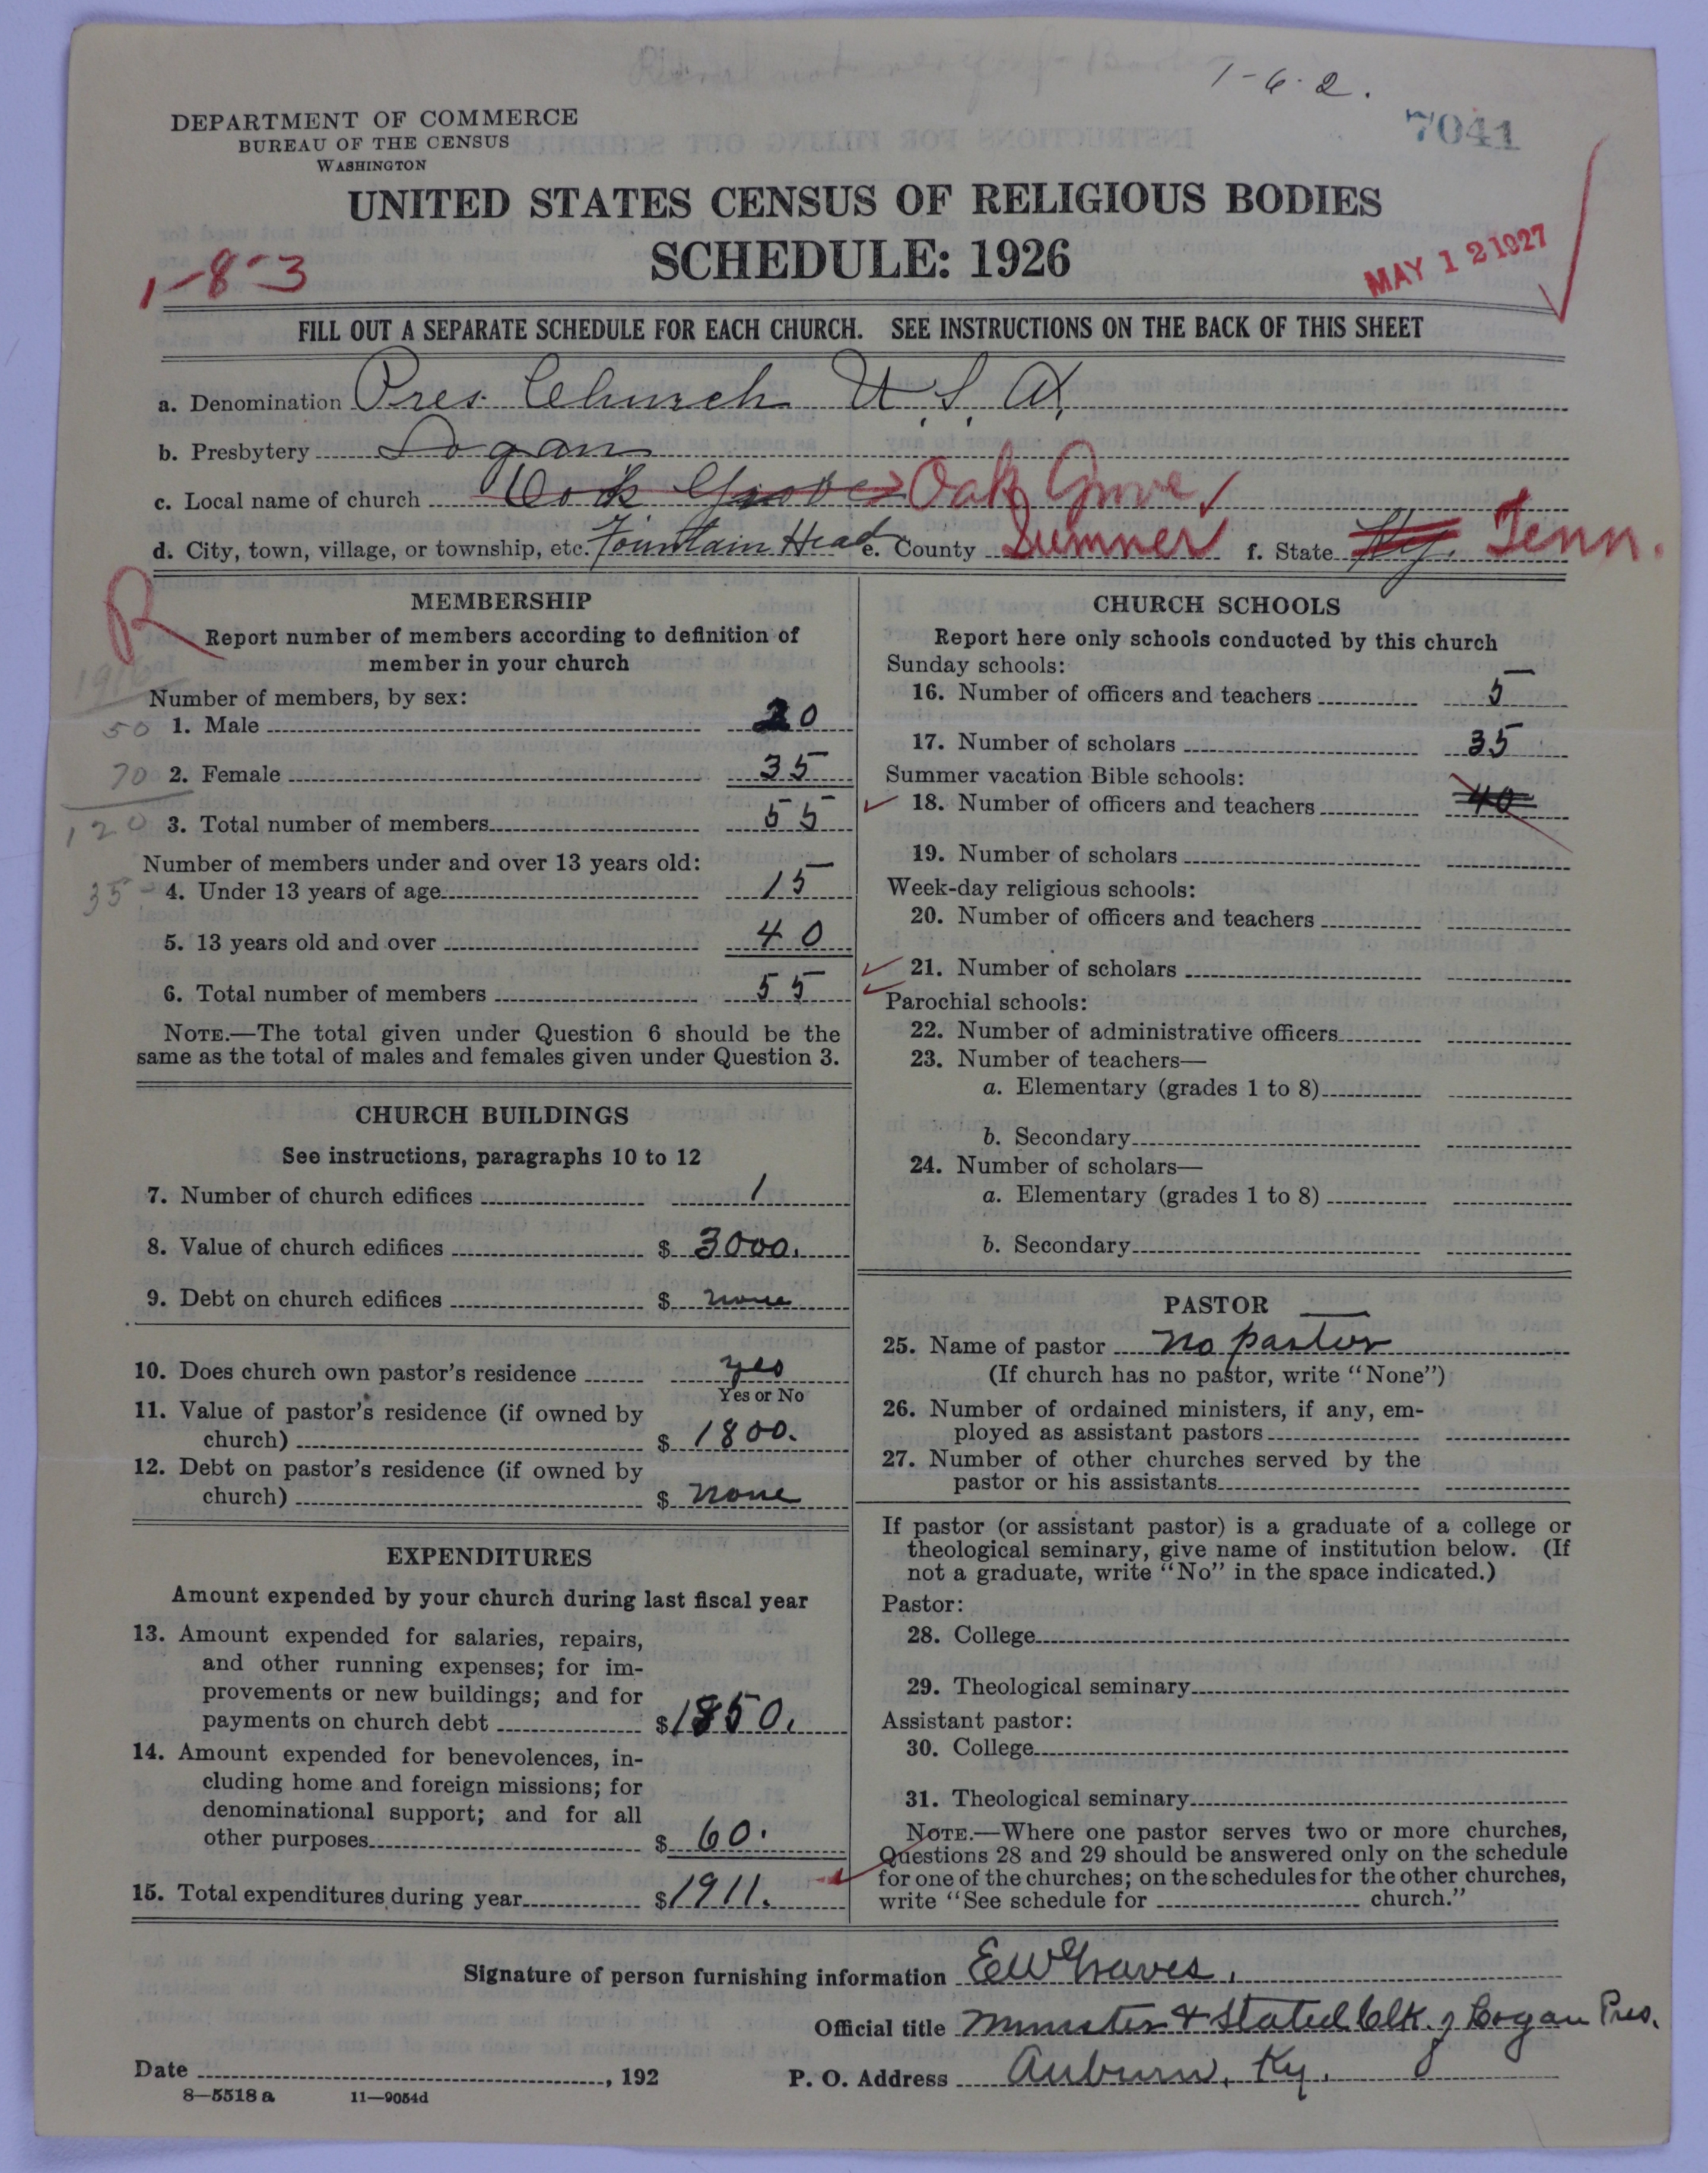 1-6-2.
7041
DEPARTMENT OF COMMERCE
BUREAU OF THE CENSUS
WASHINGTON
UNITED STATES CENSUS OF RELIGIOUS BODIES
SCHEDULE: 1926
1-8-3
MAY 12 1927
FILL OUT A SEPARATE SCHEDULE FOR EACH CHURCH. SEE INSTRUCTIONS ON THE BACK OF THIS SHEET
a. Denomination Pres. Church U.S.A.
b. Presbytery Logan
c. Local name of church Oak Grove
d. City, town, village, or township, etc. Fountain Head e. County Sumner f. State Ky. Tenn.
R
MEMBERSHIP
Report number of members according to definition of
member in your church
1916
Number of members, by sex:
50 1. Male 20
70 2. Female 35
120 3. Total number of members 55
Number of members under and over 13 years old:
35 4. Under 13 years of age 15
5. 13 years old and over 40
6. Total number of members 55
NOTE.—The total given under Question 6 should be the
same as the total of males and females given under Question 3.
CHURCH BUILDINGS
See instructions, paragraphs 10 to 12
7. Number of church edifices 1
8. Value of church edifices $ 3000.
9. Debt on church edifices $ none
10. Does church own pastor's residence yes
Yes or No
11. Value of pastor's residence (if owned by
church) $ 1800.
12. Debt on pastor's residence (if owned by
church) $ none
EXPENDITURES
Amount expended by your church during last fiscal year
13. Amount expended for salaries, repairs,
and other running expenses; for im-
provements or new buildings; and for
payments on church debt $ 1850.
14. Amount expended for benevolences, in-
cluding home and foreign missions; for
denominational support; and for all
other purposes $ 60.
15. Total expenditures during year $ 1911.
CHURCH SCHOOLS
Report here only schools conducted by this church
Sunday schools:
16. Number of officers and teachers 5
17. Number of scholars 35
Summer vacation Bible schools:
18. Number of officers and teachers 40
19. Number of scholars
Week-day religious schools:
20. Number of officers and teachers
21. Number of scholars
Parochial schools:
22. Number of administrative officers
23. Number of teachers—
a. Elementary (grades 1 to 8)
b. Secondary
24. Number of scholars—
a. Elementary (grades 1 to 8)
b. Secondary
PASTOR
25. Name of pastor no pastor
(If church has no pastor, write "None")
26. Number of ordained ministers, if any, em-
ployed as assistant pastors
27. Number of other churches served by the
pastor or his assistants
If pastor (or assistant pastor) is a graduate of a college or
theological seminary, give name of institution below. (If
not a graduate, write "No" in the space indicated.)
Pastor:
28. College
29. Theological seminary
Assistant pastor:
30. College
31. Theological seminary
NOTE.—Where one pastor serves two or more churches,
Questions 28 and 29 should be answered only on the schedule
for one of the churches; on the schedules for the other churches,
write "See schedule for church."
Signature of person furnishing information E W Graves.
Official title Minister & Stated Clk. of Logan Pres.
Date , 192
P. O. Address Auburn, Ky.
8—5518 a 11—9054d